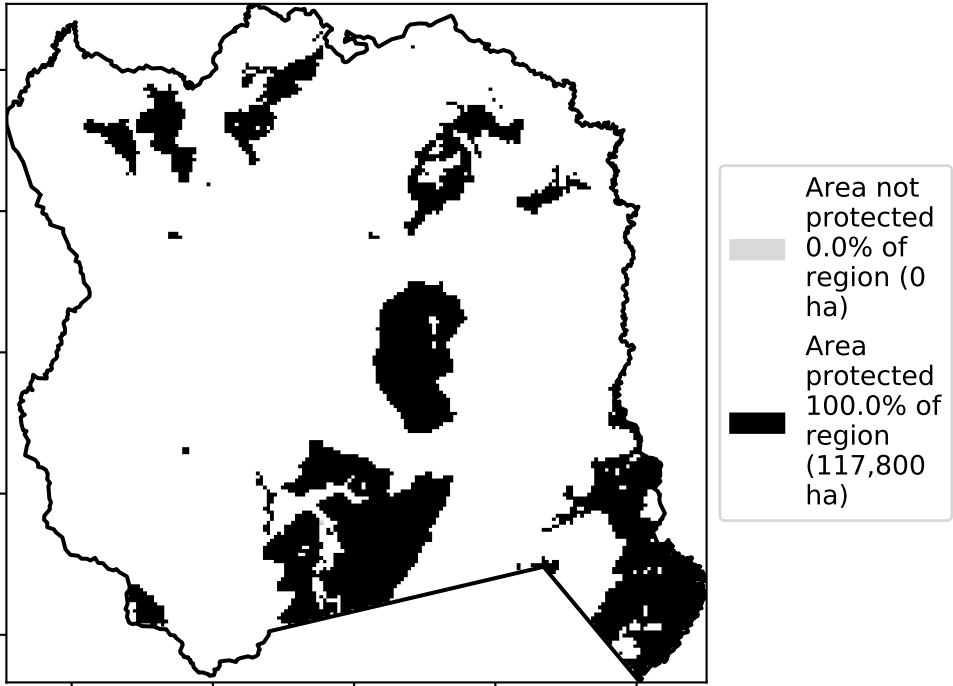 Area not
protected
0.0% of
region (0
ha)
Area
protected
100.0% of
region
(117,800
ha)